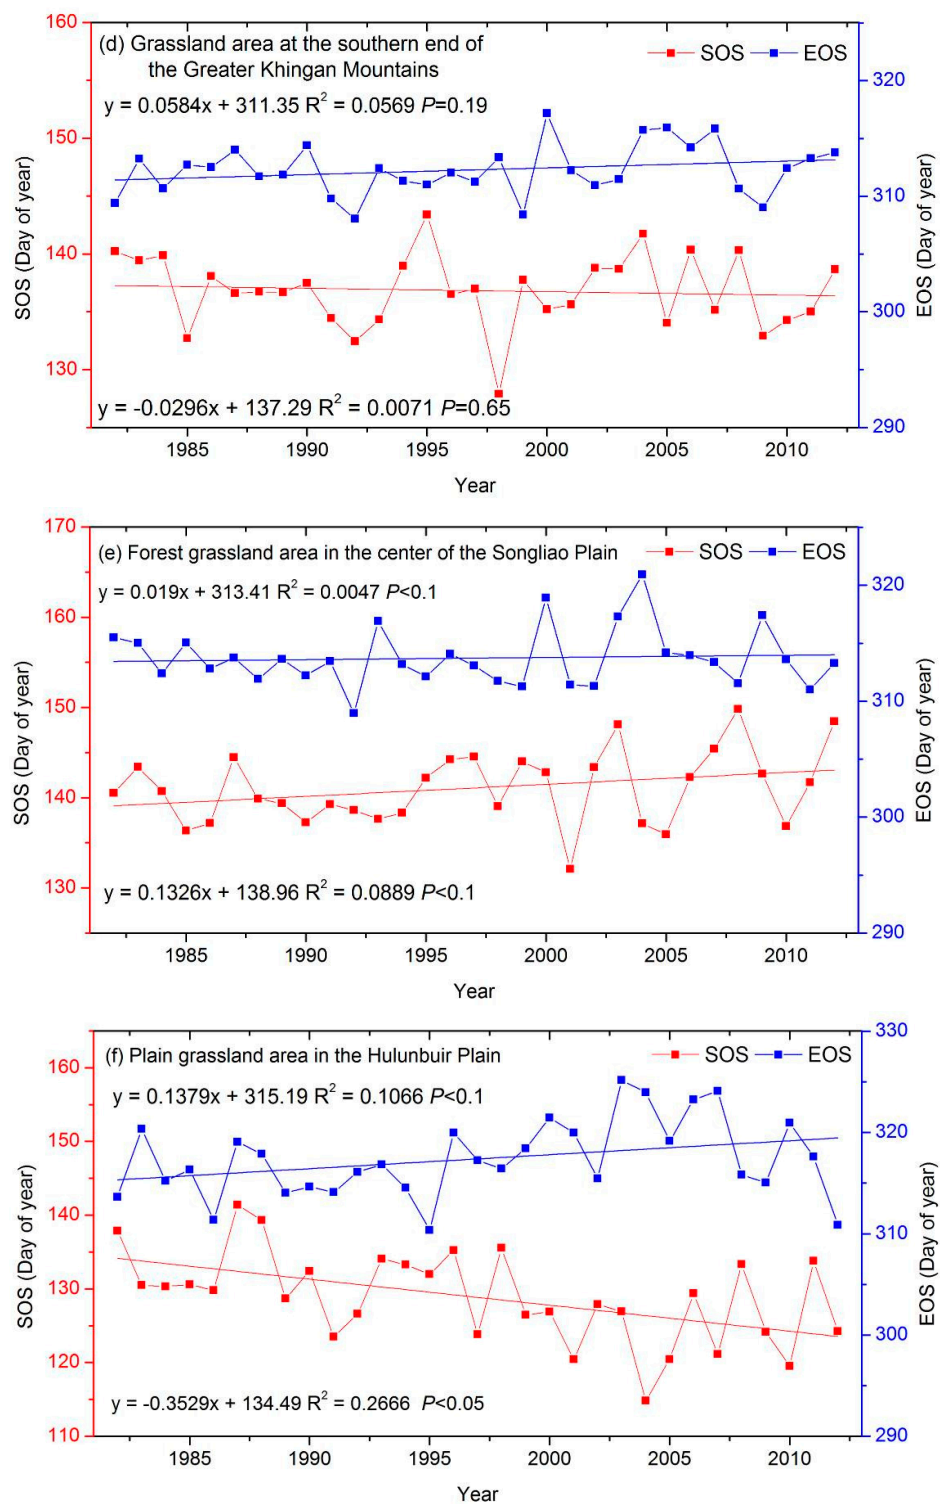 160
(d) Grassland area at the southern end of
the Greater Khingan Mountains
SOS EOS
320
y = 0.0584x + 311.35 R² = 0.0569 P=0.19
150
310
140
300
130
y = -0.0296x + 137.29 R² = 0.0071 P=0.65
290
SOS (Day of year)
EOS (Day of year)
1985 1990 1995 2000 2005 2010
Year
170
(e) Forest grassland area in the center of the Songliao Plain
SOS EOS
320
y = 0.019x + 313.41 R² = 0.0047 P<0.1
160
310
150
140
300
130
y = 0.1326x + 138.96 R² = 0.0889 P<0.1
290
SOS (Day of year)
EOS (Day of year)
1985 1990 1995 2000 2005 2010
Year
330
(f) Plain grassland area in the Hulunbuir Plain
SOS EOS
160
y = 0.1379x + 315.19 R² = 0.1066 P<0.1
150
320
140
310
130
300
120
y = -0.3529x + 134.49 R² = 0.2666 P<0.05
110
290
SOS (Day of year)
EOS (Day of year)
1985 1990 1995 2000 2005 2010
Year